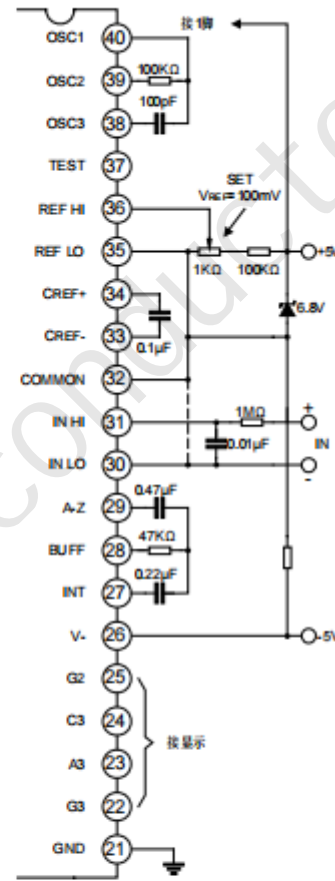 接1脚
OSC1 40
OSC2 39 100KΩ
100pF
OSC3 38
TEST 37
SET
VREF= 100mV
REF HI 36
REF LO 35 1KΩ 100KΩ +5V
CREF+ 34
6.8V
CREF- 33 0.1μF
COMMON 32
IN HI 31 1MΩ +
0.01μF IN
IN LO 30 -
0.47μF
A-Z 29
BUFF 28 47KΩ
0.22μF
INT 27
V- 26 -5V
G2 25
C3 24
接显示
A3 23
G3 22
GND 21